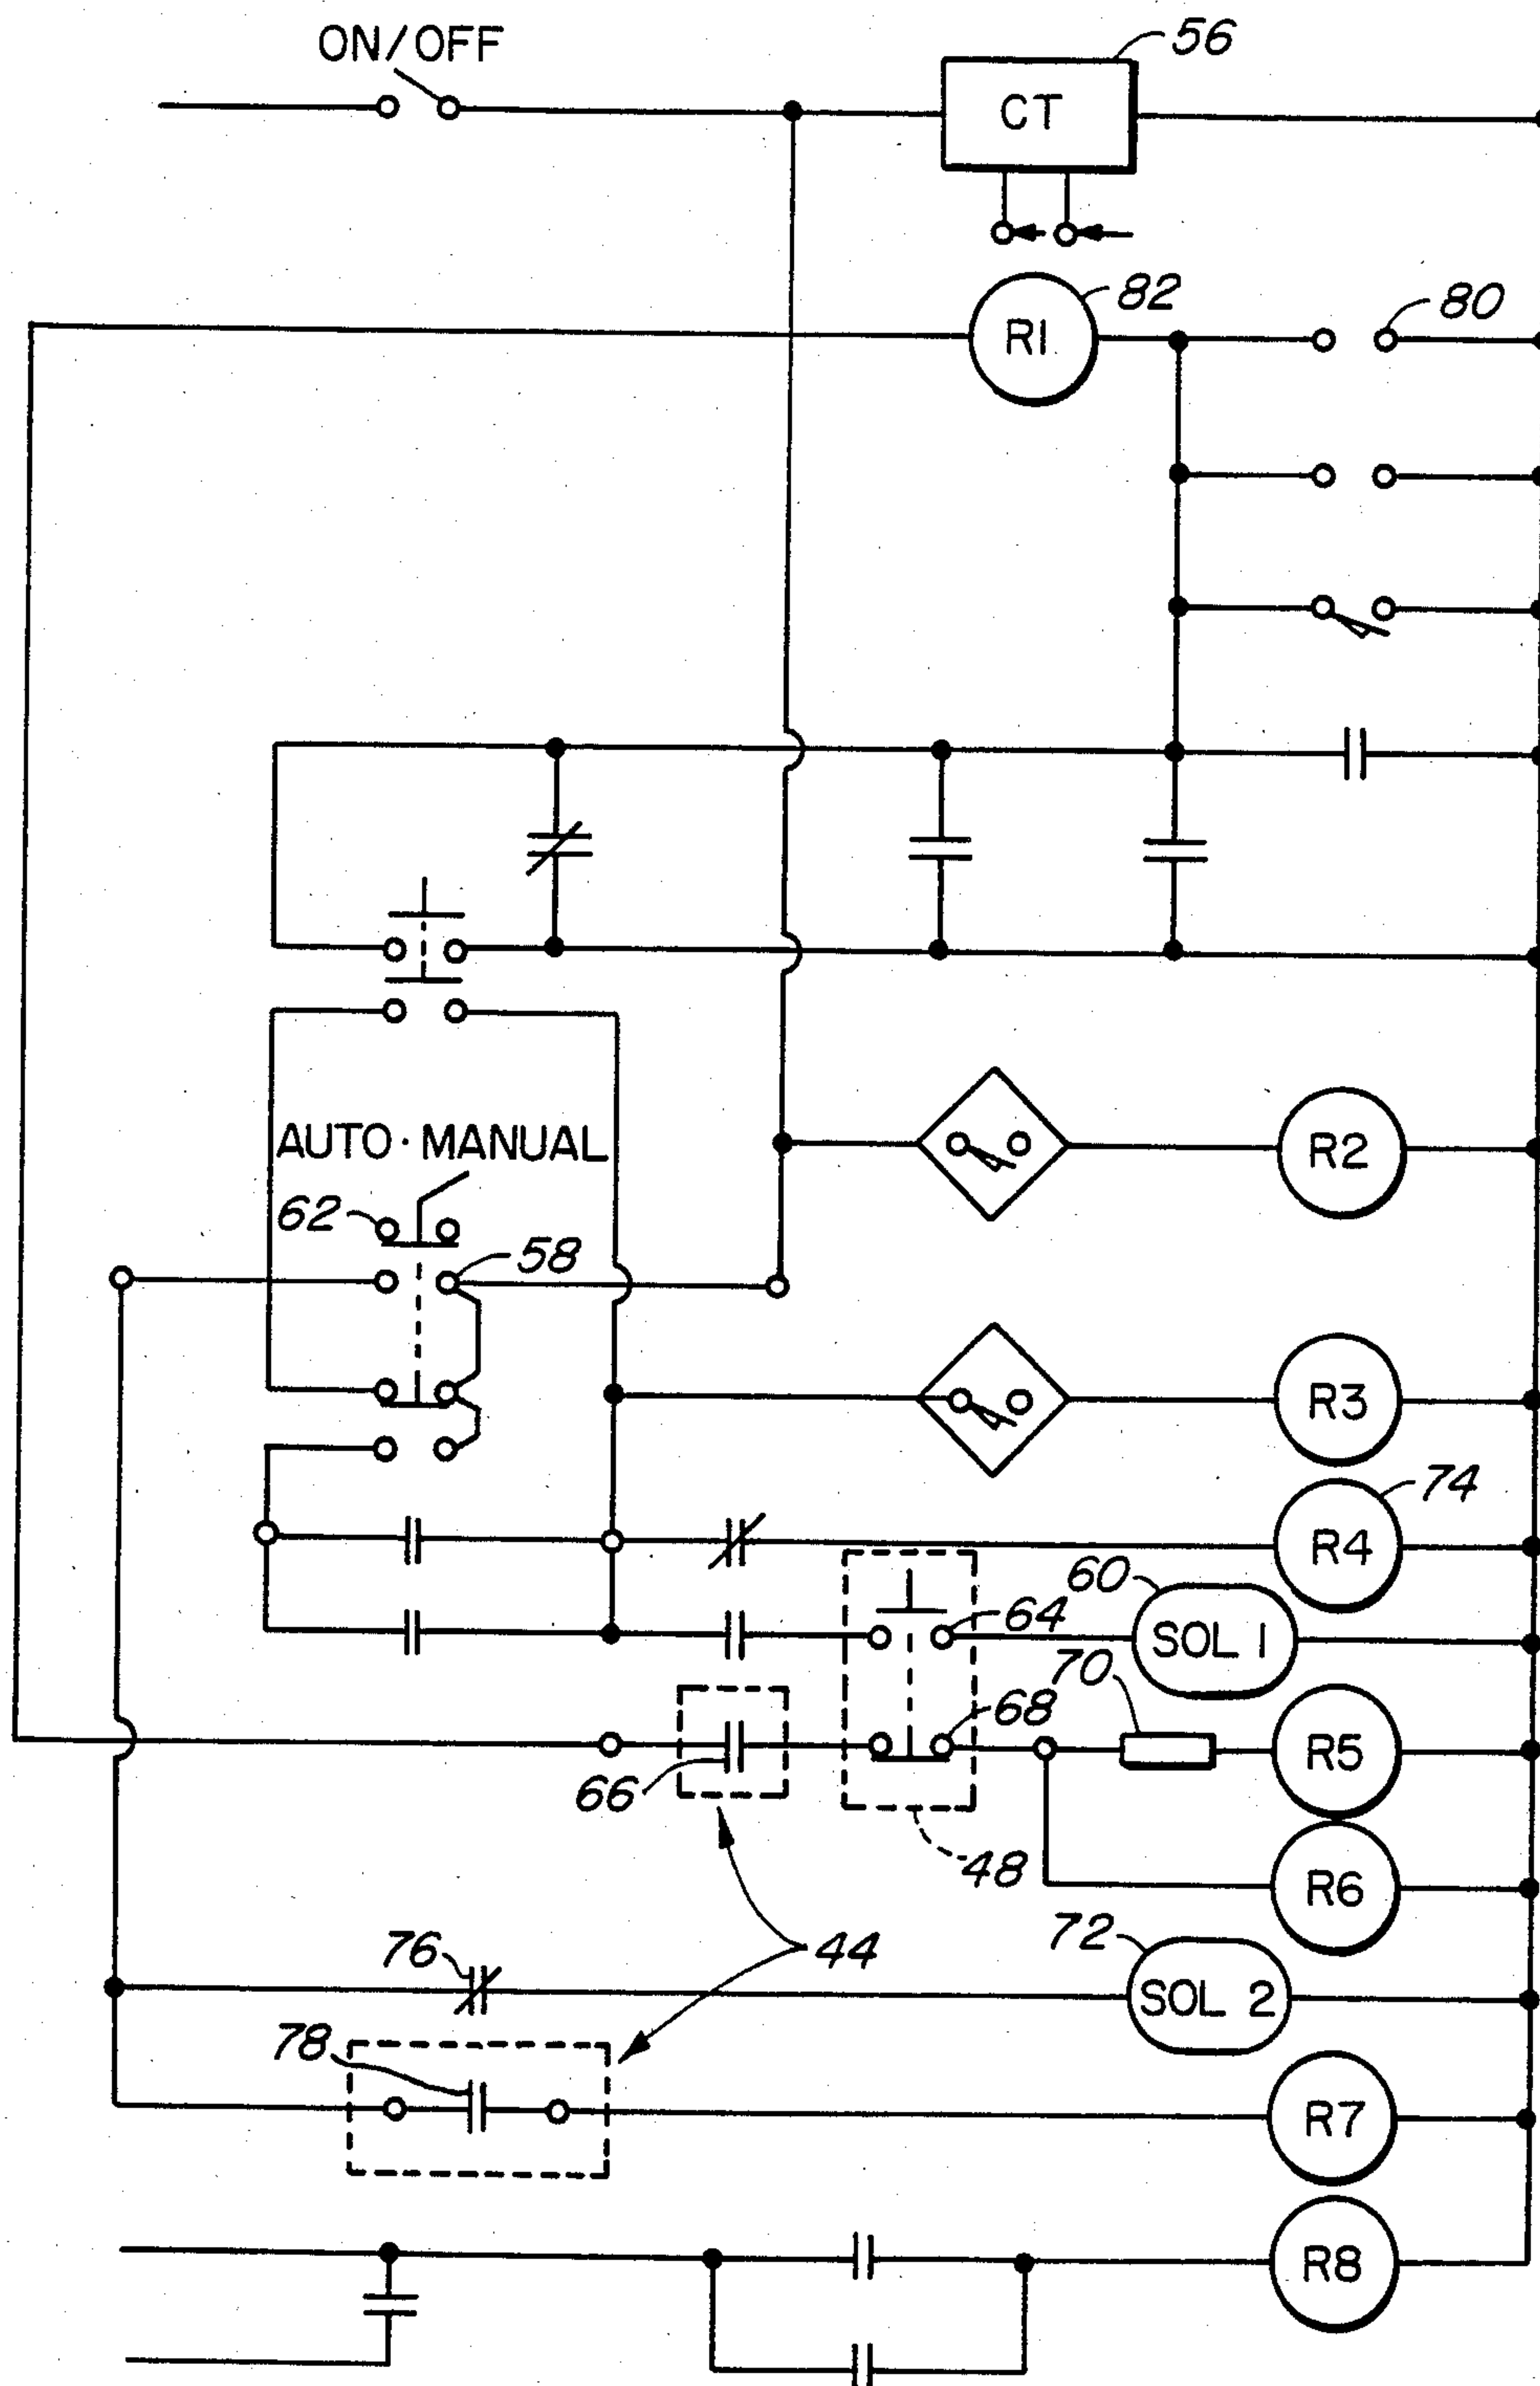 ON/OFF
56
CT
82
80
R1
AUTO·MANUAL
R2
62
58
R3
74
R4
60
64
SOL 1
70
68
R5
66
48
R6
76
44
72
SOL 2
78
R7
R8